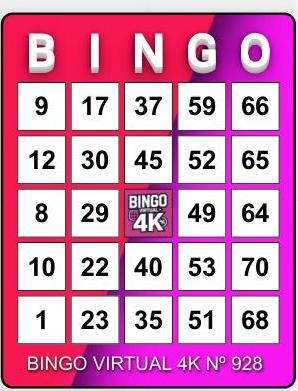 B I N G O
9 17 37 59 66
12 30 45 52 65
8 29 BINGO VIRTUAL 4K 49 64
10 22 40 53 70
1 23 35 51 68
BINGO VIRTUAL 4K Nº 928